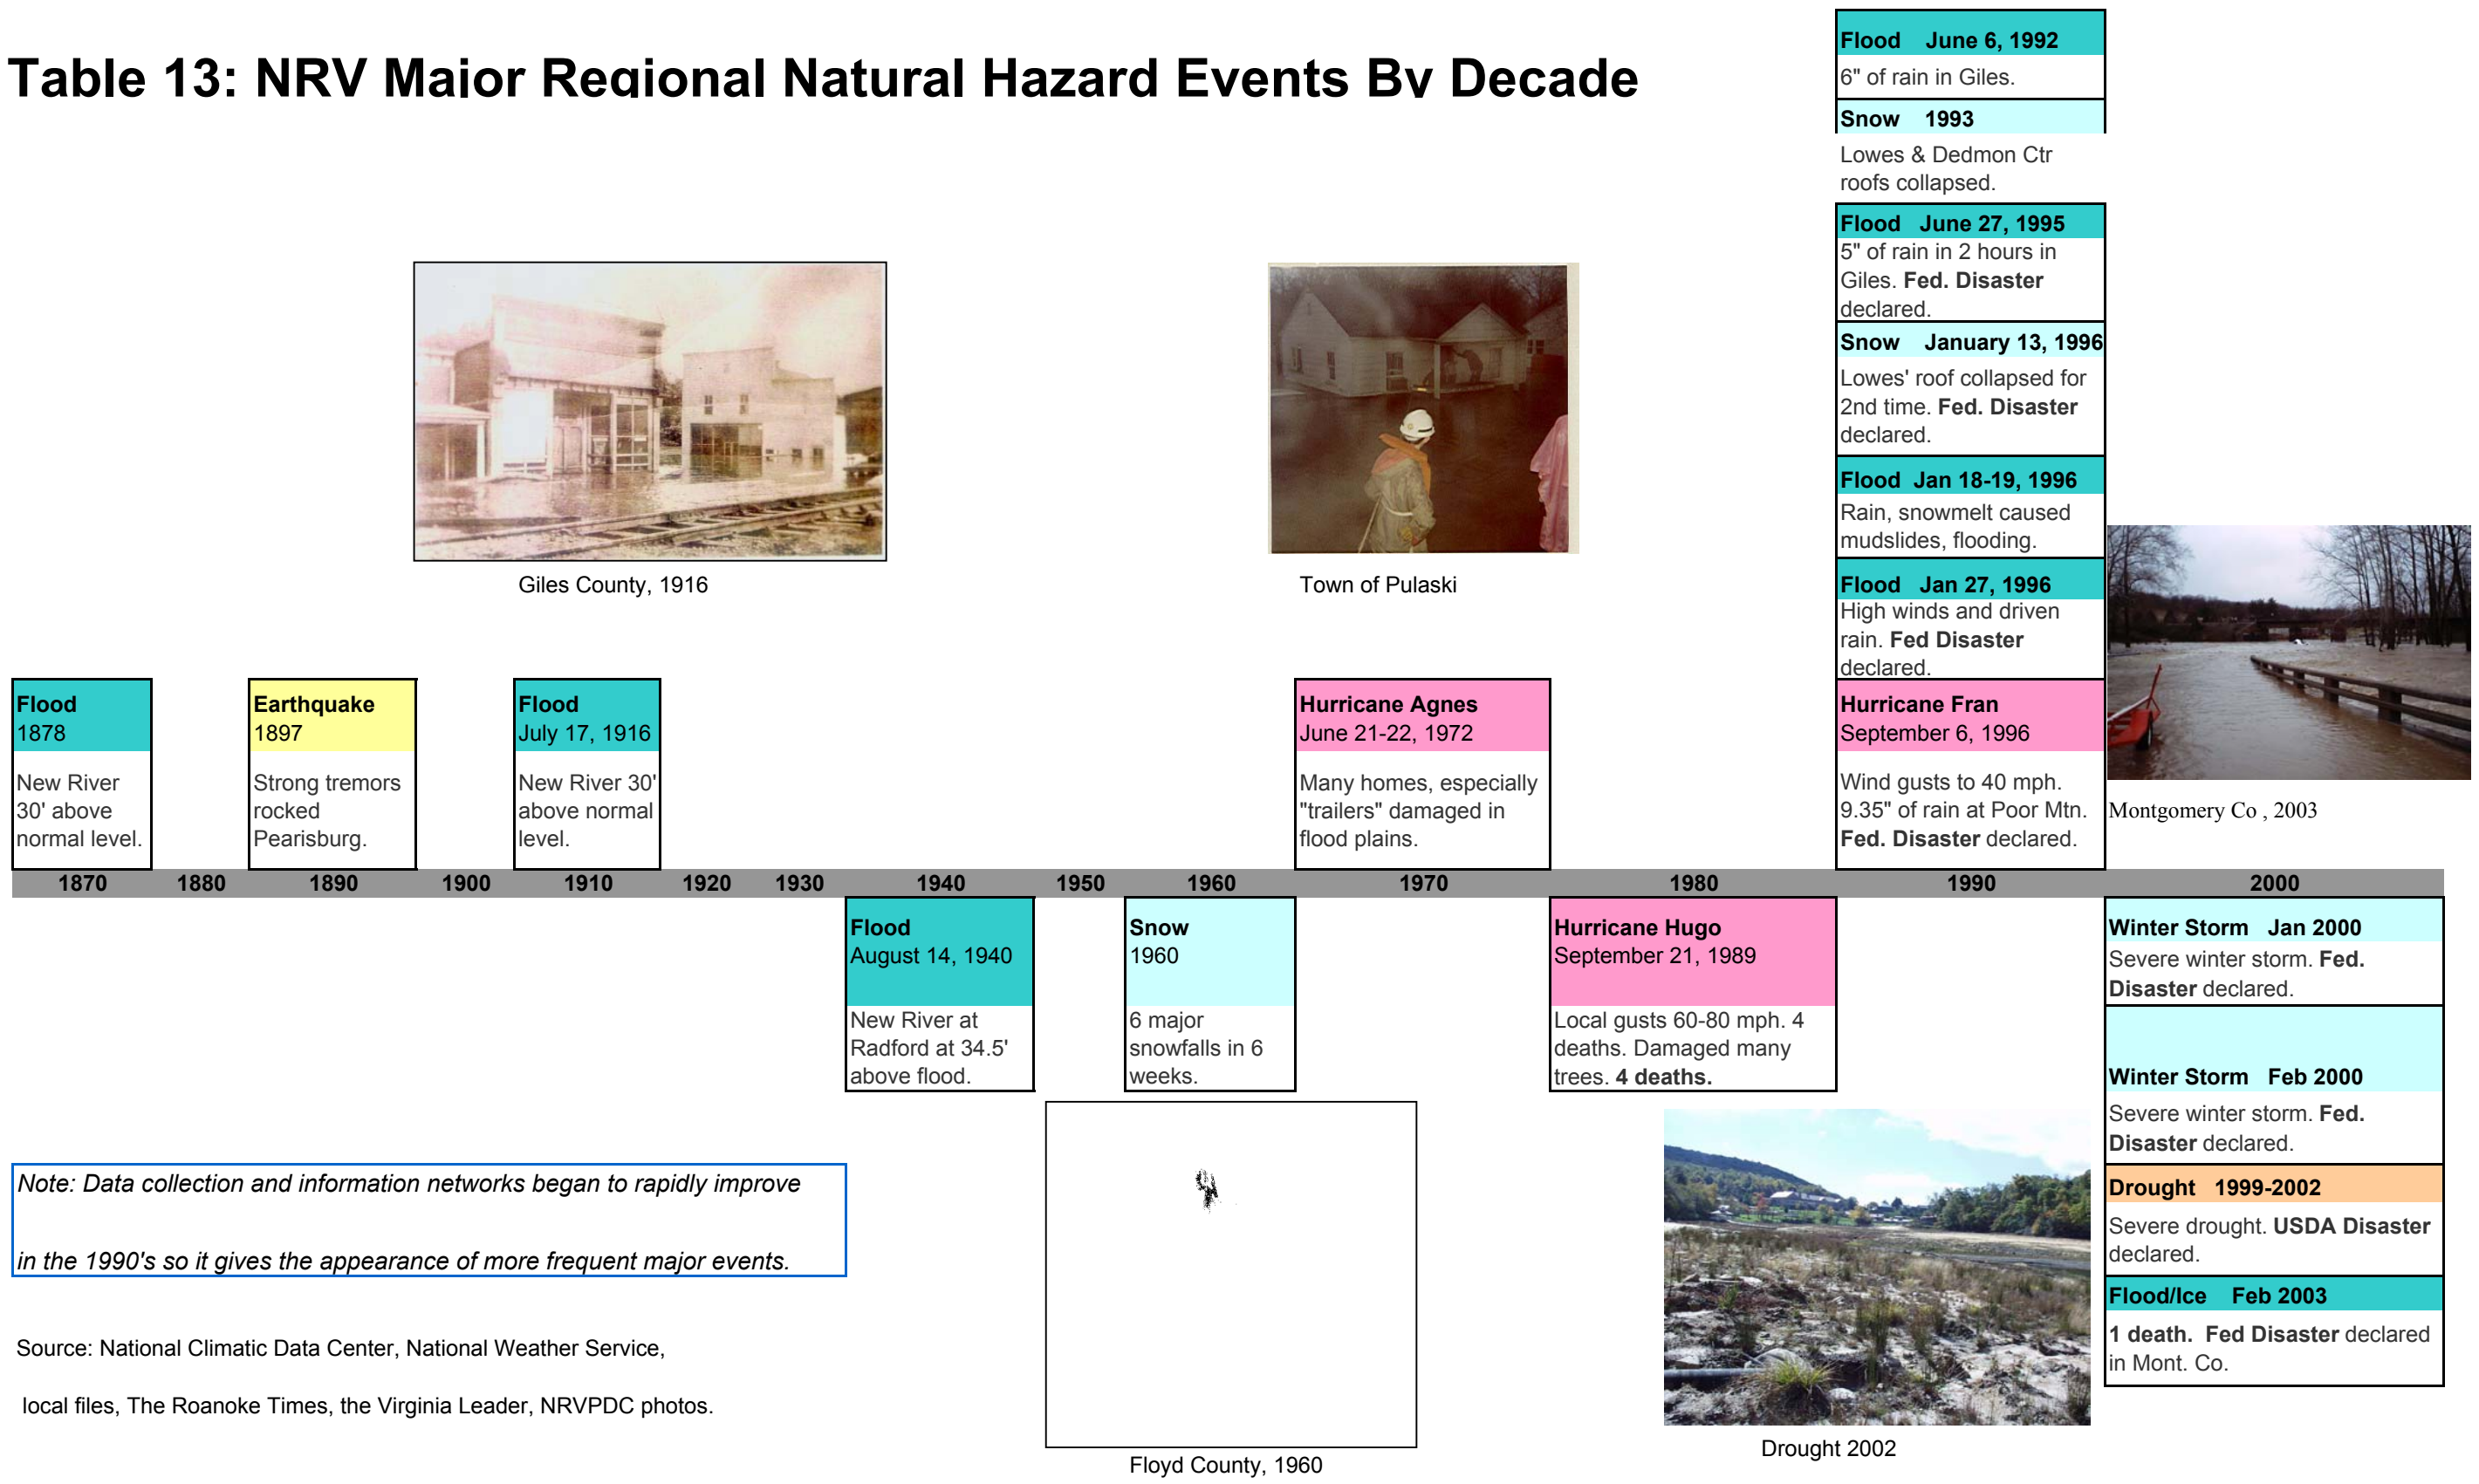 Table 13: NRV Major Regional Natural Hazard Events By Decade
Flood June 6, 1992
6" of rain in Giles.
Snow 1993
Lowes & Dedmon Ctr
roofs collapsed.
Flood June 27, 1995
5" of rain in 2 hours in
Giles. Fed. Disaster
declared.
Snow January 13, 1996
Lowes' roof collapsed for
2nd time. Fed. Disaster
declared.
Flood Jan 18-19, 1996
Rain, snowmelt caused
mudslides, flooding.
Flood Jan 27, 1996
High winds and driven
rain. Fed Disaster
declared.
Giles County, 1916
Town of Pulaski
Flood
1878
New River
30' above
normal level.
Earthquake
1897
Strong tremors
rocked
Pearisburg.
Flood
July 17, 1916
New River 30'
above normal
level.
Hurricane Agnes
June 21-22, 1972
Many homes, especially
"trailers" damaged in
flood plains.
Hurricane Fran
September 6, 1996
Wind gusts to 40 mph.
9.35" of rain at Poor Mtn.
Fed. Disaster declared.
Montgomery Co , 2003
1870 1880 1890 1900 1910 1920 1930 1940 1950 1960 1970 1980 1990 2000
Flood
August 14, 1940
New River at
Radford at 34.5'
above flood.
Snow
1960
6 major
snowfalls in 6
weeks.
Hurricane Hugo
September 21, 1989
Local gusts 60-80 mph. 4
deaths. Damaged many
trees. 4 deaths.
Winter Storm Jan 2000
Severe winter storm. Fed.
Disaster declared.
Winter Storm Feb 2000
Severe winter storm. Fed.
Disaster declared.
Drought 1999-2002
Severe drought. USDA Disaster
declared.
Flood/Ice Feb 2003
1 death. Fed Disaster declared
in Mont. Co.
Note: Data collection and information networks began to rapidly improve
in the 1990's so it gives the appearance of more frequent major events.
Source: National Climatic Data Center, National Weather Service,
local files, The Roanoke Times, the Virginia Leader, NRVPDC photos.
Floyd County, 1960
Drought 2002